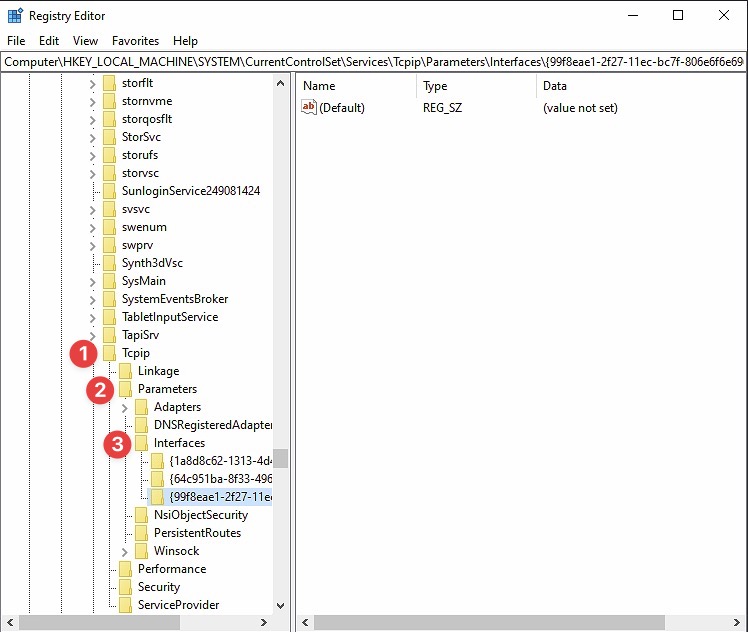 Registry Editor
File Edit View Favorites Help
Computer\HKEY_LOCAL_MACHINE\SYSTEM\CurrentControlSet\Services\Tcpip\Parameters\Interfaces\{99f8eae1-2f27-11ec-bc7f-806e6f6e69
storflt
stornvme
storqosflt
StorSvc
storufs
storvsc
SunloginService249081424
svsvc
swenum
swprv
Synth3dVsc
SysMain
SystemEventsBroker
TabletInputService
TapiSrv
1 Tcpip
Linkage
2 Parameters
Adapters
DNSRegisteredAdapter
3 Interfaces
{1a8d8c62-1313-4d4
{64c951ba-8f33-496
{99f8eae1-2f27-11ec
NsiObjectSecurity
PersistentRoutes
Winsock
Performance
Security
ServiceProvider
Name Type Data
ab (Default) REG_SZ (value not set)